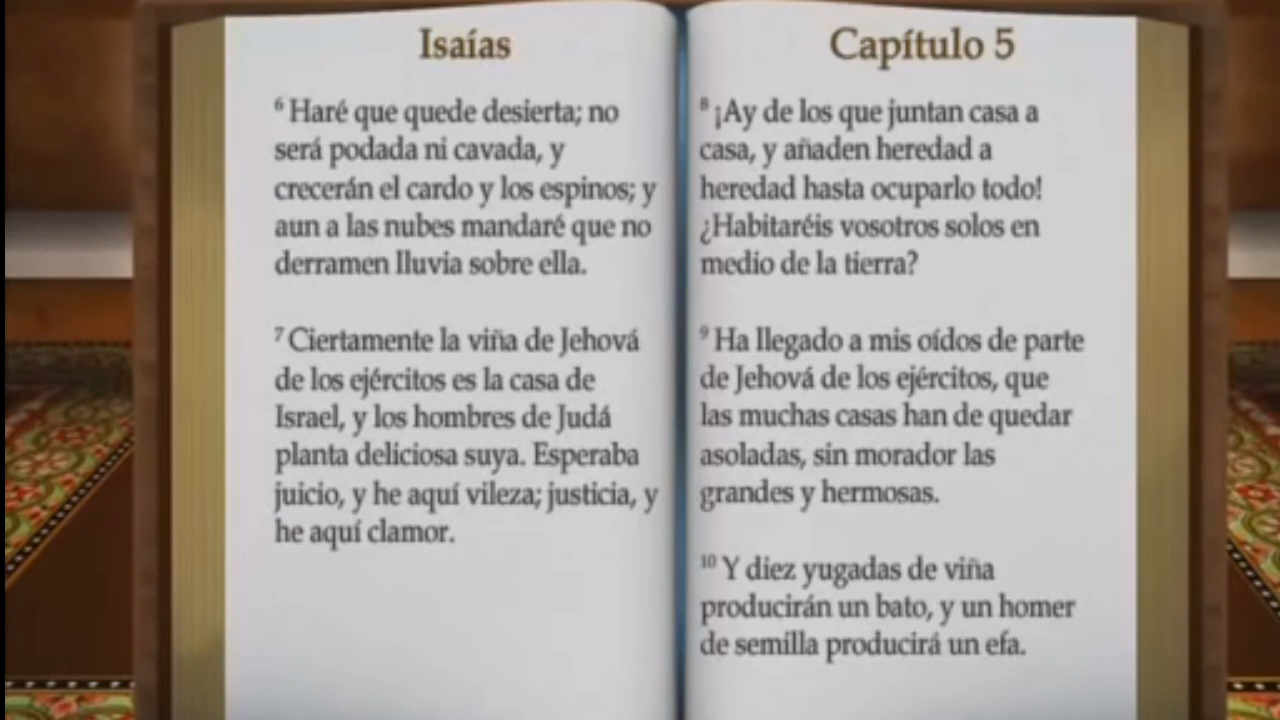 Isaías
⁶ Haré que quede desierta; no
será podada ni cavada, y
crecerán el cardo y los espinos; y
aun a las nubes mandaré que no
derramen lluvia sobre ella.
⁷ Ciertamente la viña de Jehová
de los ejércitos es la casa de
Israel, y los hombres de Judá
planta deliciosa suya. Esperaba
juicio, y he aquí vileza; justicia, y
he aquí clamor.
Capítulo 5
⁸ ¡Ay de los que juntan casa a
casa, y añaden heredad a
heredad hasta ocuparlo todo!
¿Habitaréis vosotros solos en
medio de la tierra?
⁹ Ha llegado a mis oídos de parte
de Jehová de los ejércitos, que
las muchas casas han de quedar
asoladas, sin morador las
grandes y hermosas.
¹⁰ Y diez yugadas de viña
producirán un bato, y un homer
de semilla producirá un efa.